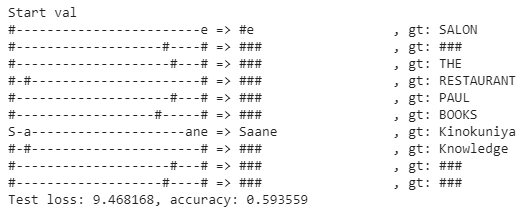 Start val
#------------------------e => #e                  , gt: SALON
#-------------------#----# => ###                 , gt: ###
#--------------------#---# => ###                 , gt: THE
#-#----------------------# => ###                 , gt: RESTAURANT
#--------------------#---# => ###                 , gt: PAUL
#------------------#-----# => ###                 , gt: BOOKS
S-a--------------------ane => Saane               , gt: Kinokuniya
#-#----------------------# => ###                 , gt: Knowledge
#--------------------#---# => ###                 , gt: ###
#-------------------#----# => ###                 , gt: ###
Test loss: 9.468168, accuracy: 0.593559